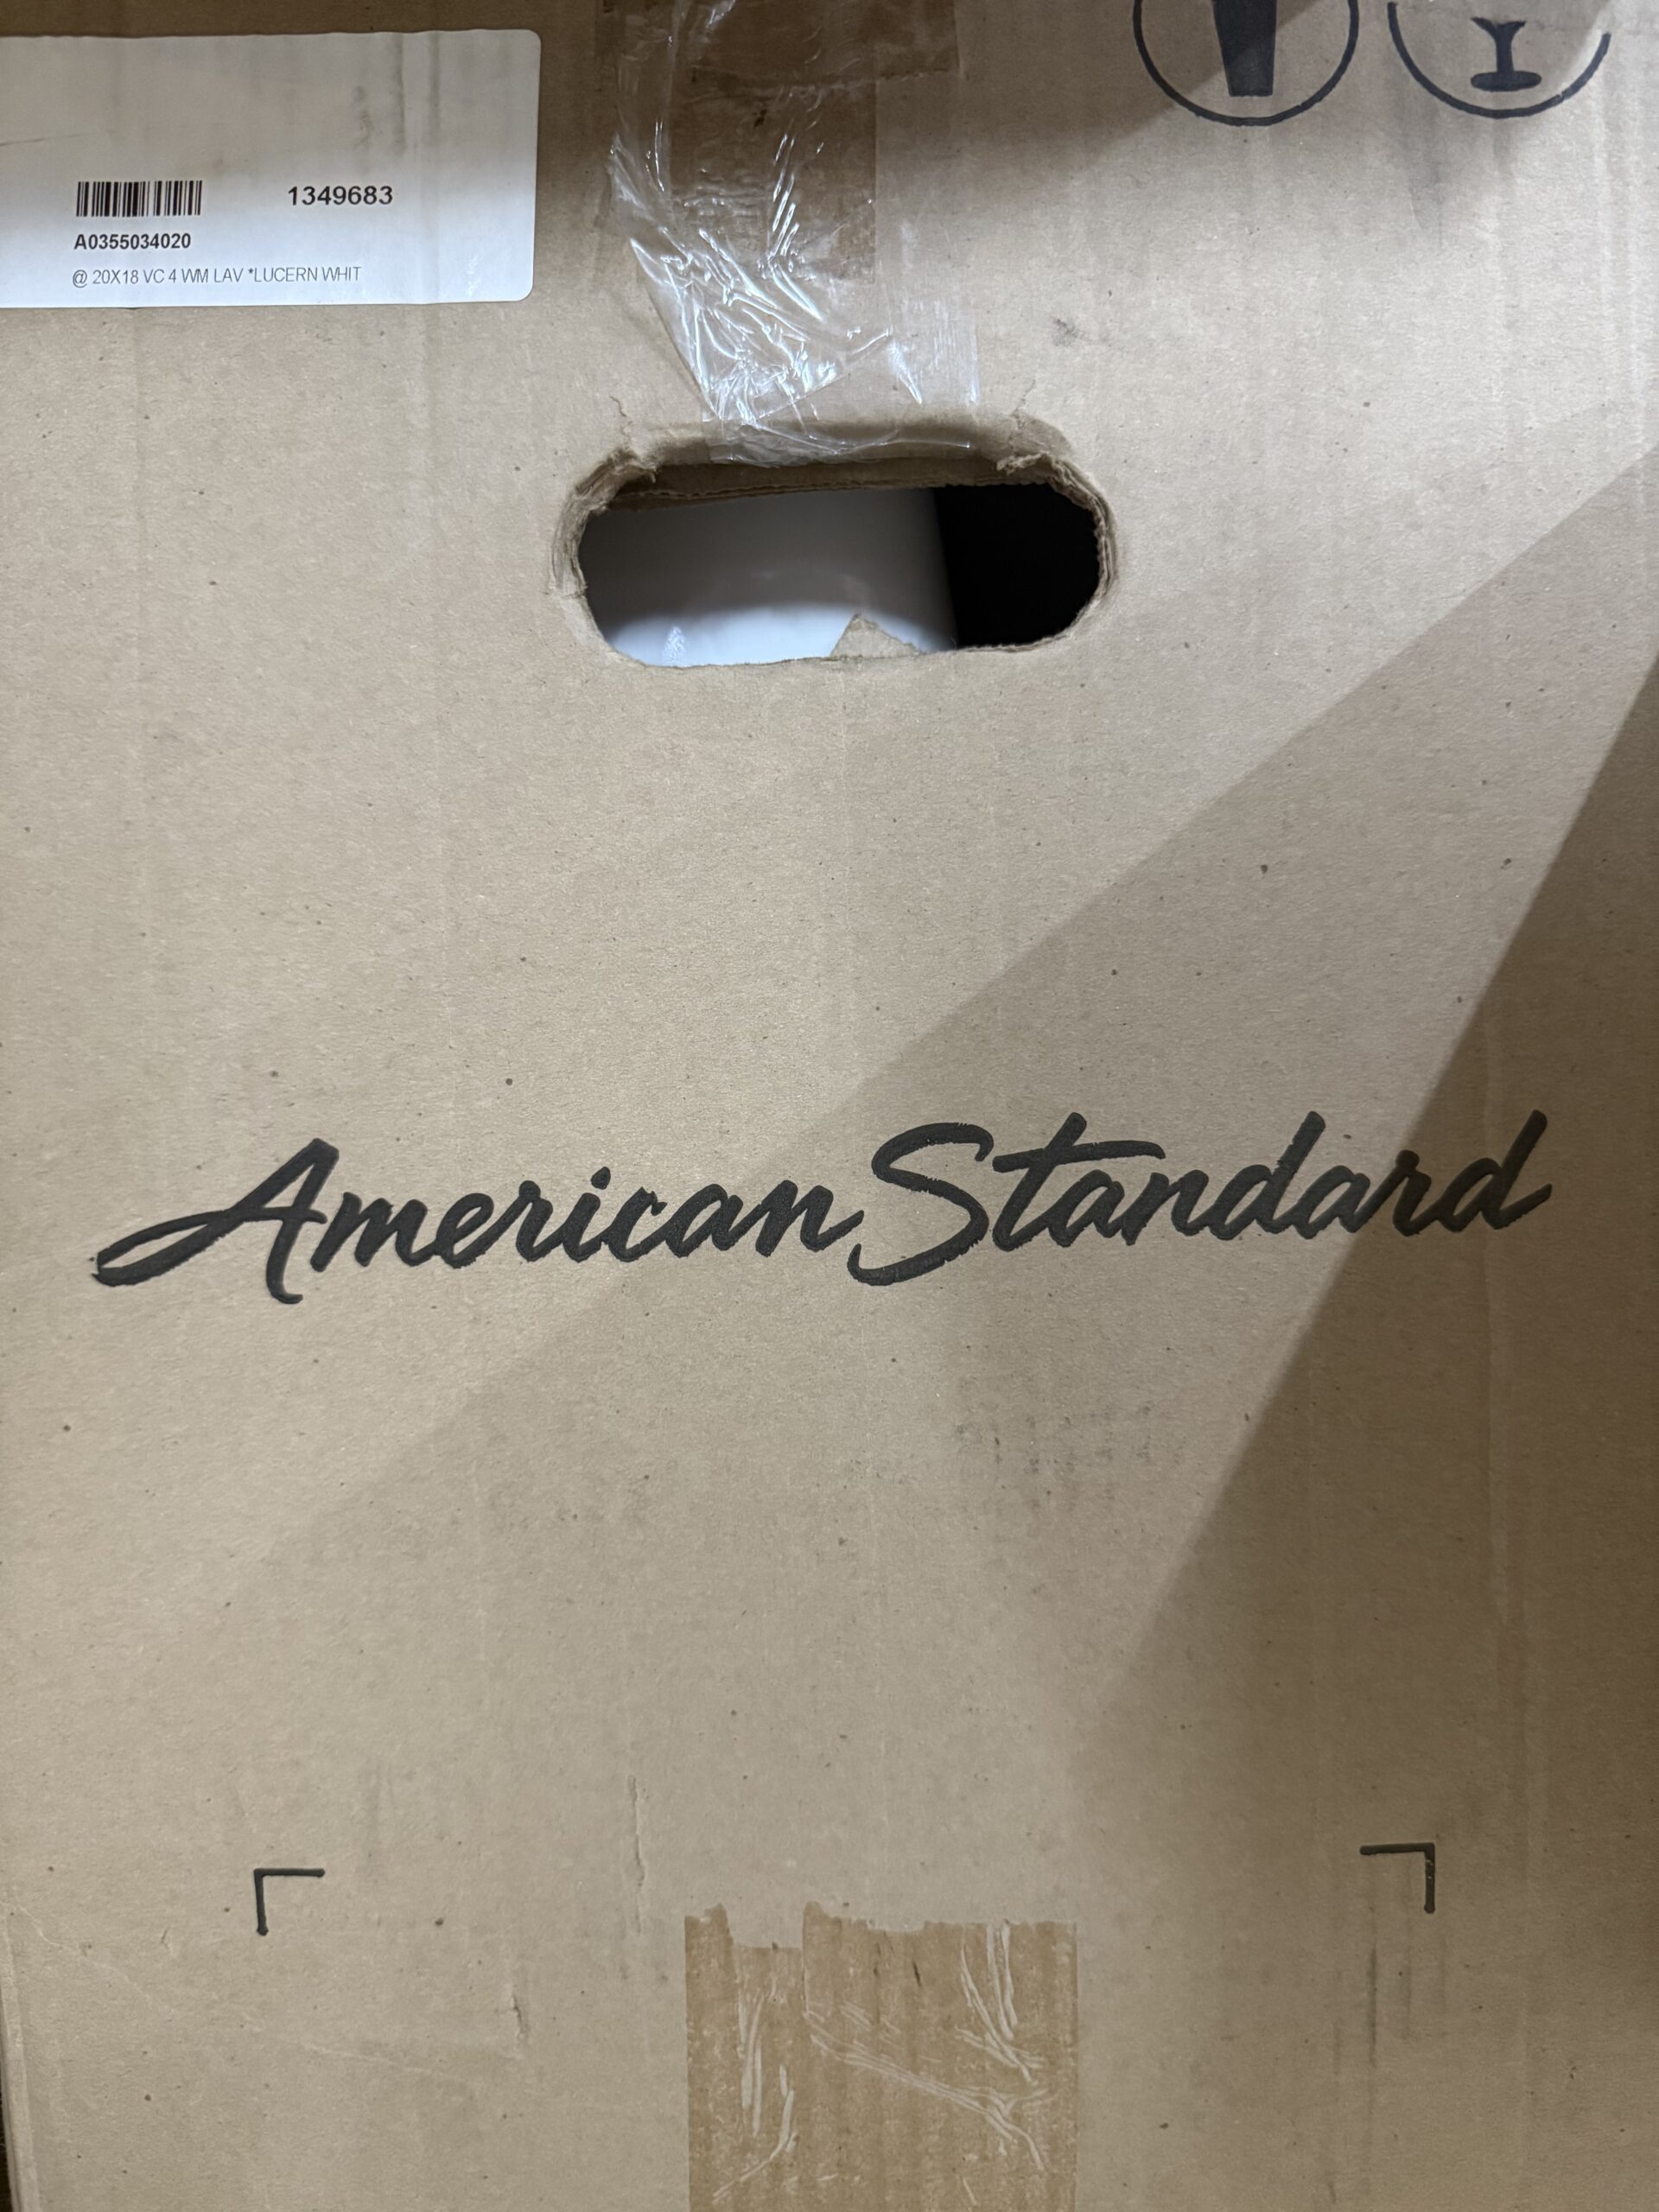 1349683
A0355034020
@ 20X18 VC 4 WM LAV *LUCERN WHIT
American Standard